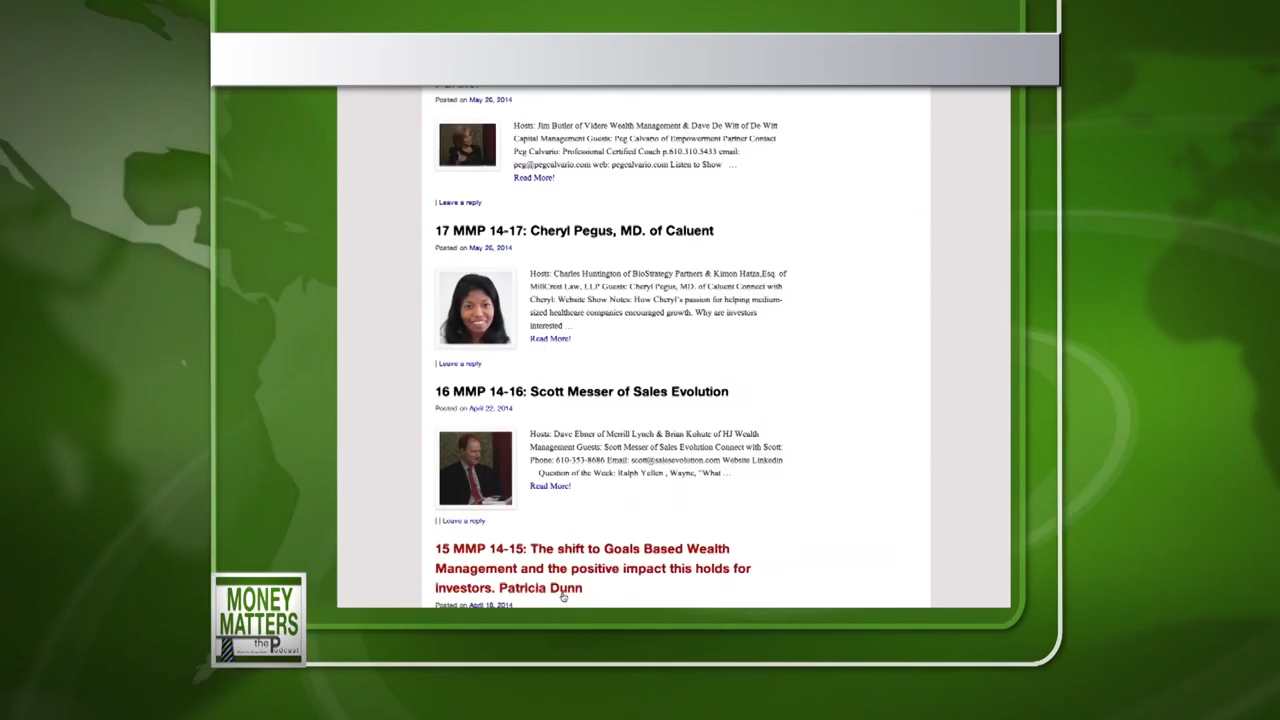 Posted on May 26, 2014
Hosts: Jim Butler of Videre Wealth Management & Dave De Witt of De Witt
Capital Management Guests: Peg Calvario of Empowerment Partner Contact
Peg Calvario: Professional Certified Coach p.610.310.5433 email:
peg@pegcalvario.com web: pegcalvario.com Listen to Show ...
Read More!
| Leave a reply
17 MMP 14-17: Cheryl Pegus, MD. of Caluent
Posted on May 26, 2014
Hosts: Charles Huntington of BioStrategy Partners & Kimon Hatza,Esq. of
MillCrest Law, LLP Guests: Cheryl Pegus, MD. of Caluent Connect with
Cheryl: Website Show Notes: How Cheryl's passion for helping medium-
sized healthcare companies encouraged growth. Why are investors
interested ...
Read More!
| Leave a reply
16 MMP 14-16: Scott Messer of Sales Evolution
Posted on April 22, 2014
Hosts: Dave Ebner of Merrill Lynch & Brian Kohute of HJ Wealth
Management Guests: Scott Messer of Sales Evolution Connect with Scott:
Phone: 610-353-8686 Email: scott@salesevolution.com Website Linkedin
Question of the Week: Ralph Yellen , Wayne, "What ...
Read More!
| | Leave a reply
15 MMP 14-15: The shift to Goals Based Wealth
Management and the positive impact this holds for
investors. Patricia Dunn
Posted on April 18, 2014
MONEY
MATTERS
the Podcast